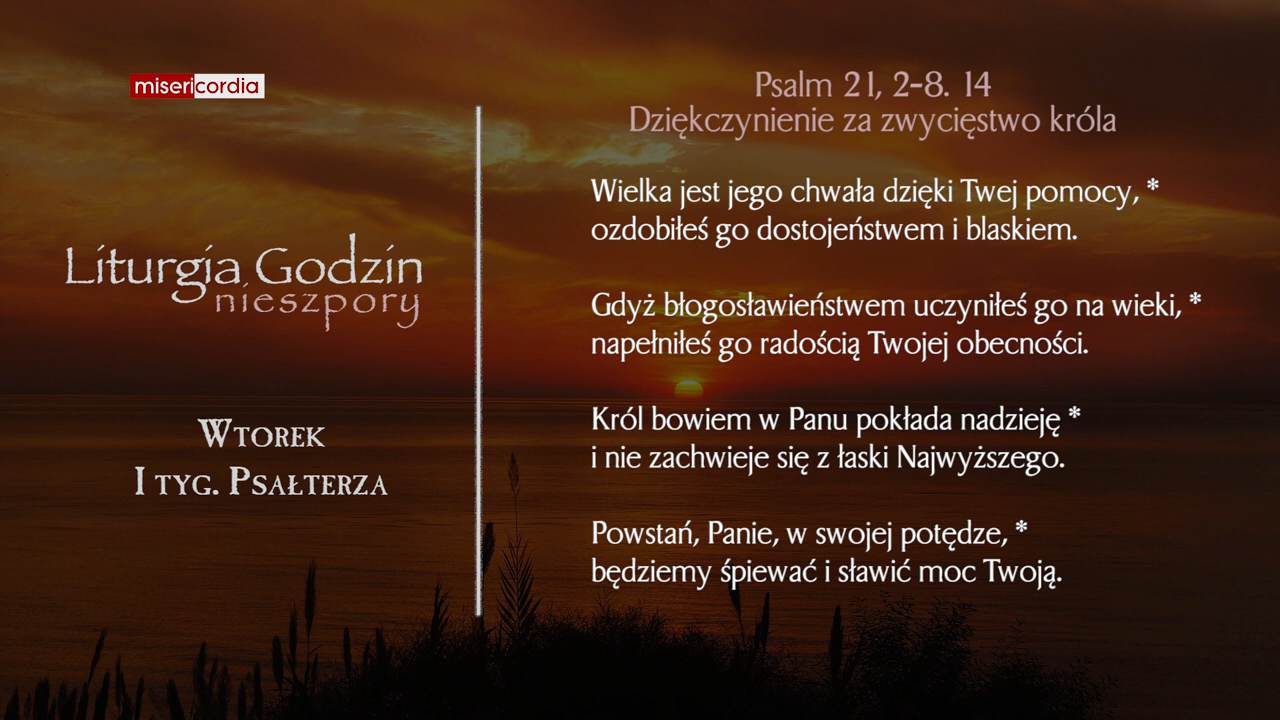 misericordia
Liturgia Godzin
nieszpory
Wtorek
I tyg. Psałterza
Psalm 21, 2-8. 14
Dziękczynienie za zwycięstwo króla
Wielka jest jego chwała dzięki Twej pomocy, *
ozdobiłeś go dostojeństwem i blaskiem.
Gdyż błogosławieństwem uczyniłeś go na wieki, *
napełniłeś go radością Twojej obecności.
Król bowiem w Panu pokłada nadzieję *
i nie zachwieje się z łaski Najwyższego.
Powstań, Panie, w swojej potędze, *
będziemy śpiewać i sławić moc Twoją.